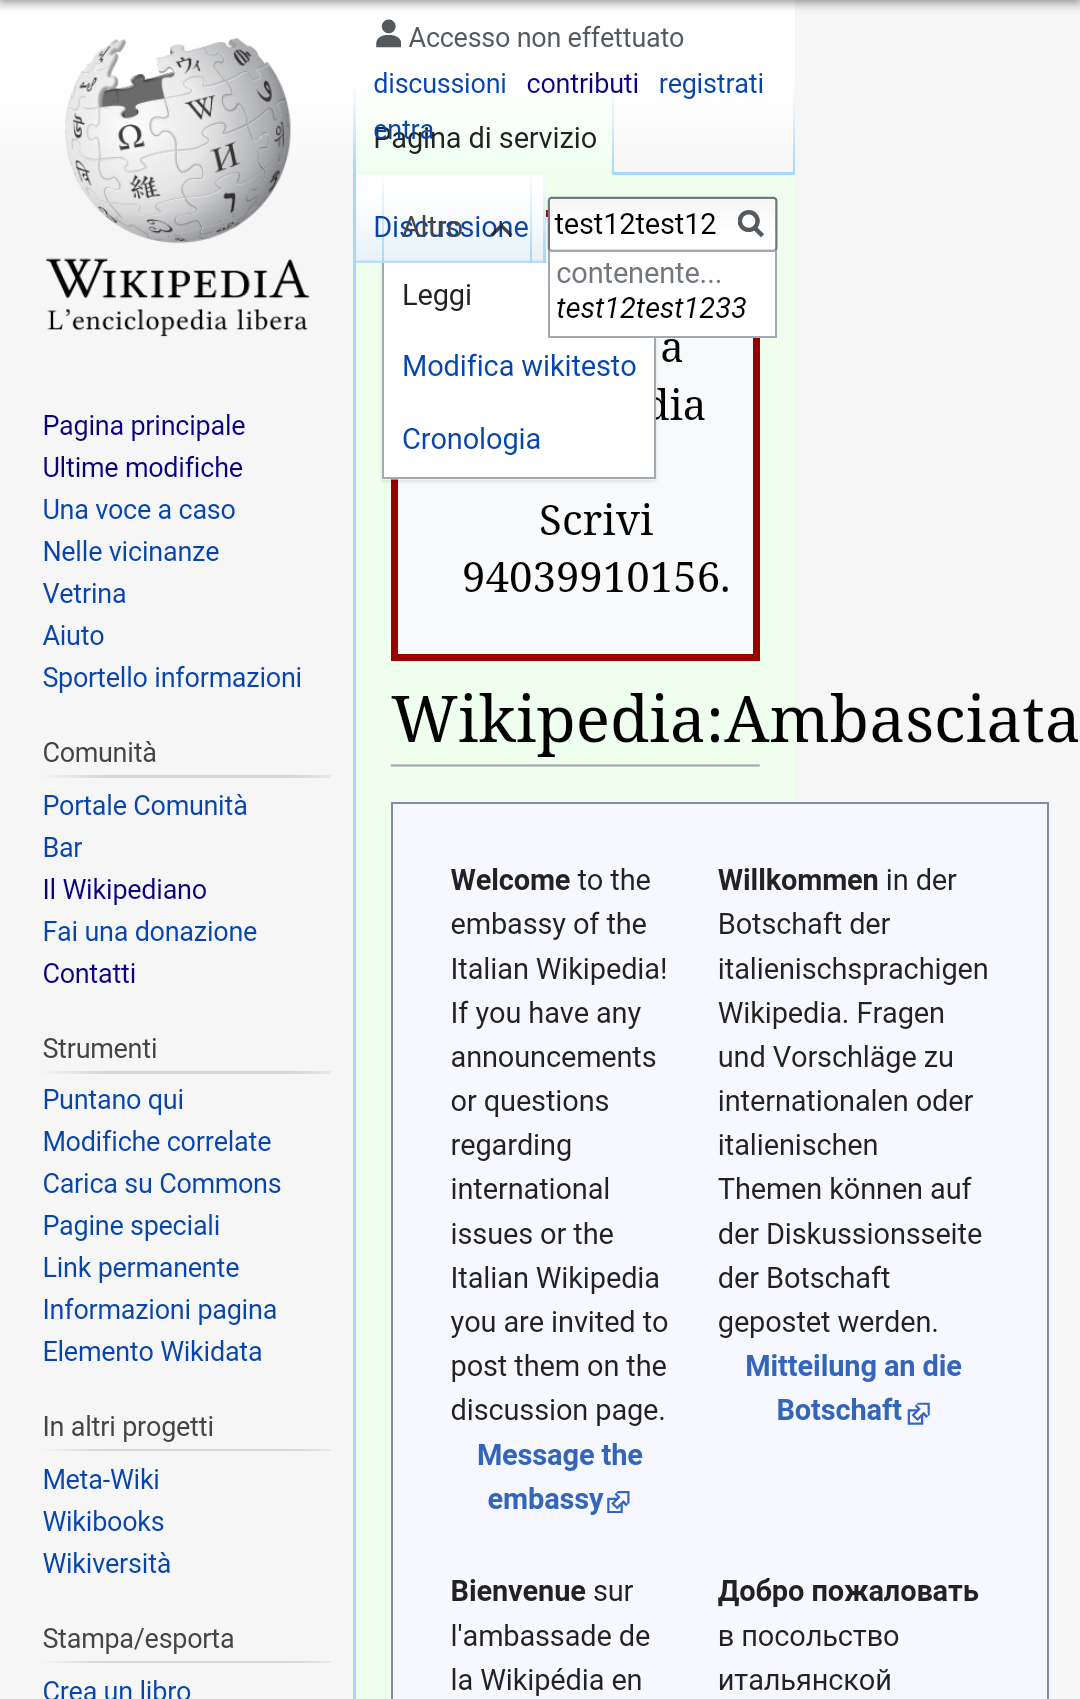 WIKIPEDIA
L'enciclopedia libera
Pagina principale
Ultime modifiche
Una voce a caso
Nelle vicinanze
Vetrina
Aiuto
Sportello informazioni
Comunità
Portale Comunità
Bar
Il Wikipediano
Fai una donazione
Contatti
Strumenti
Puntano qui
Modifiche correlate
Carica su Commons
Pagine speciali
Link permanente
Informazioni pagina
Elemento Wikidata
In altri progetti
Meta-Wiki
Wikibooks
Wikiversità
Stampa/esporta
Crea un libro
Accesso non effettuato
discussioni contributi registrati
entra
Pagina di servizio
Discussione
Altro
test12test12
contenente...
test12test1233
Leggi
Modifica wikitesto
Cronologia
a
dia
Scrivi
94039910156.
Wikipedia:Ambasciata
Welcome to the
embassy of the
Italian Wikipedia!
If you have any
announcements
or questions
regarding
international
issues or the
Italian Wikipedia
you are invited to
post them on the
discussion page.
Message the
embassy
Willkommen in der
Botschaft der
italienischsprachigen
Wikipedia. Fragen
und Vorschläge zu
internationalen oder
italienischen
Themen können auf
der Diskussionsseite
der Botschaft
gepostet werden.
Mitteilung an die
Botschaft
Bienvenue sur
l'ambassade de
la Wikipédia en
Добро пожаловать
в посольство
итальянской